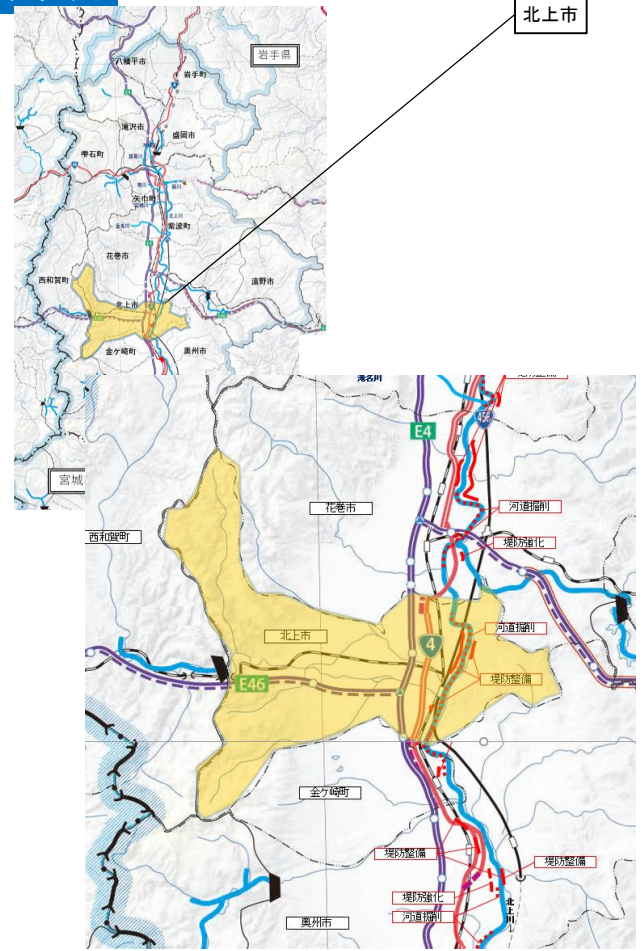 北上市
岩手県
八幡平市
岩手町
滝沢市
盛岡市
雫石町
矢巾町
北上川
紫波町
花巻市
西和賀町
遠野市
北上市
金ケ崎町
奥州市
宮城
滝名川
E4
456
河道掘削
花巻市
堤防強化
西和賀町
河道掘削
北上市
4
堤防整備
E46
金ケ崎町
堤防整備
堤防整備
堤防強化
北上川
河道掘削
奥州市